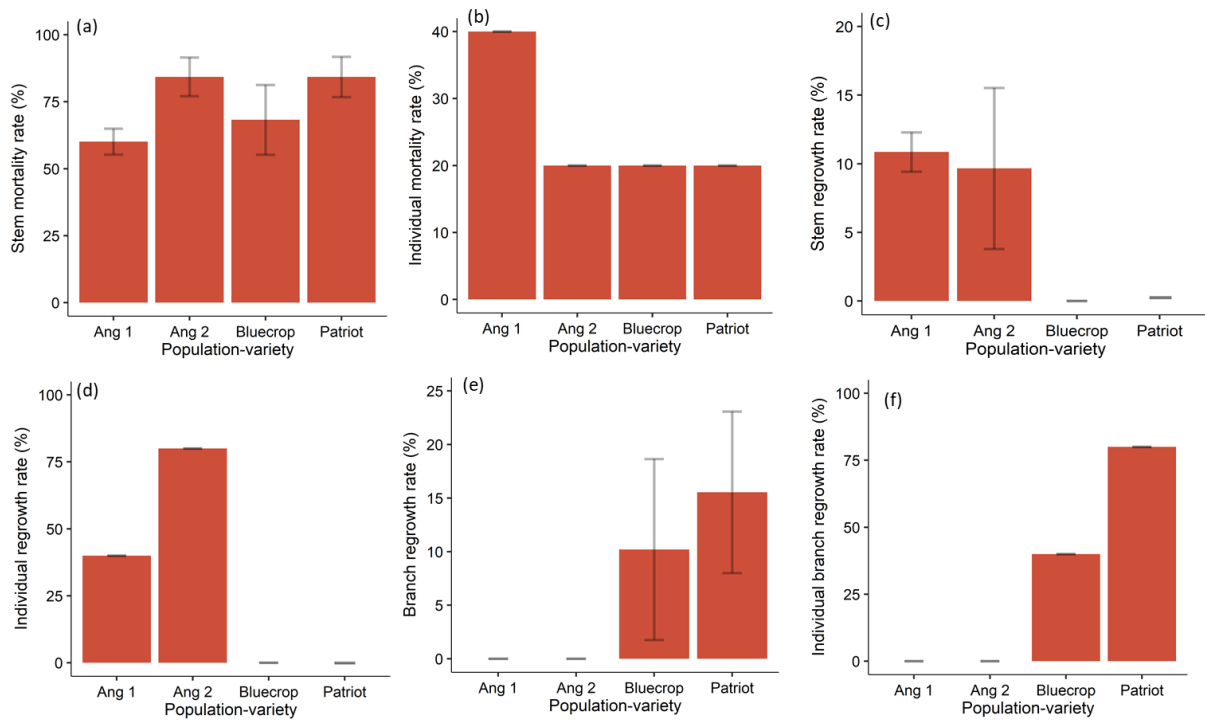 (a)
Stem mortality rate (%)
100
75
50
25
0
Ang 1 Ang 2 Bluecrop Patriot
Population-variety
(b)
Individual mortality rate (%)
40
30
20
10
0
Ang 1 Ang 2 Bluecrop Patriot
Population-variety
(c)
Stem regrowth rate (%)
20
15
10
5
0
Ang 1 Ang 2 Bluecrop Patriot
Population-variety
(d)
Individual regrowth rate (%)
100
75
50
25
0
Ang 1 Ang 2 Bluecrop Patriot
Population-variety
(e)
Branch regrowth rate (%)
25
20
15
10
5
0
Ang 1 Ang 2 Bluecrop Patriot
Population-variety
(f)
Individual branch regrowth rate (%)
100
75
50
25
0
Ang 1 Ang 2 Bluecrop Patriot
Population-variety